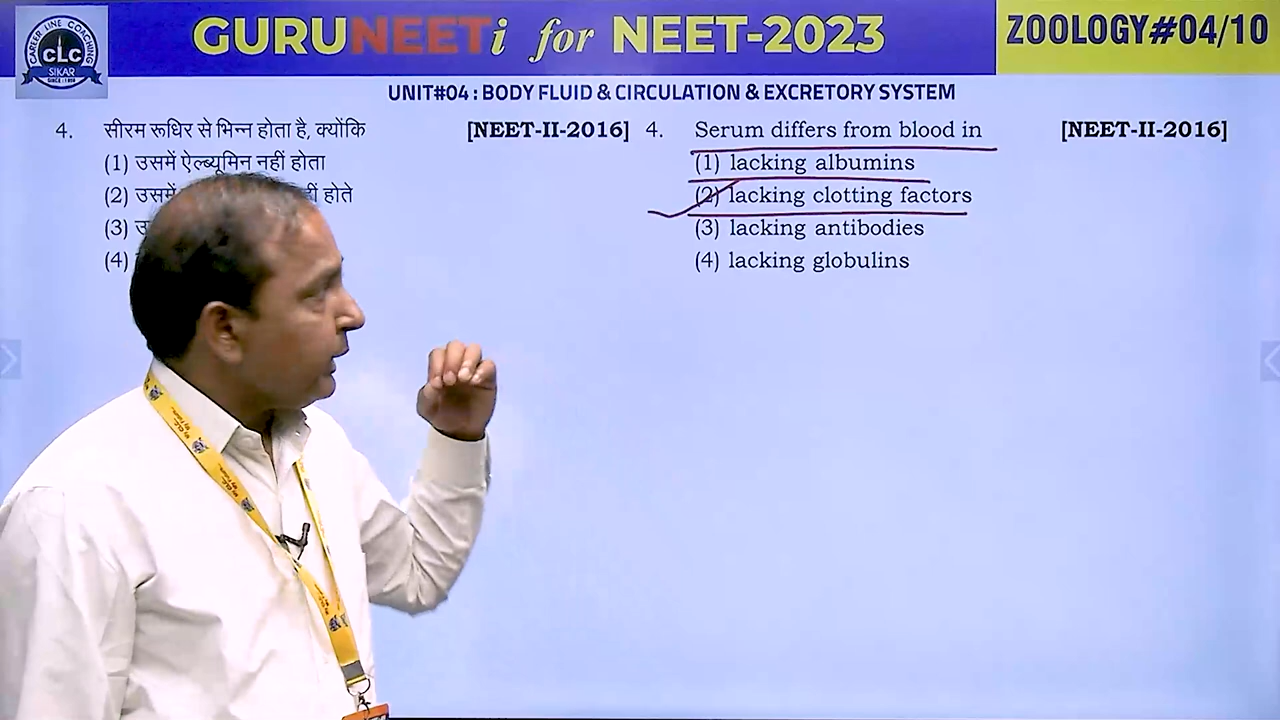 CAREER LINE COACHING
CLC
SIKAR
SINCE : 1996
GURUNEETi for NEET-2023
ZOOLOGY#04/10
UNIT#04 : BODY FLUID & CIRCULATION & EXCRETORY SYSTEM
4. सीरम रूधिर से भिन्न होता है, क्योंकि [NEET-II-2016]
(1) उसमें ऐल्ब्यूमिन नहीं होता
(2) उसमें होते
(3)
(4)
4. Serum differs from blood in [NEET-II-2016]
(1) lacking albumins
(2) lacking clotting factors
(3) lacking antibodies
(4) lacking globulins